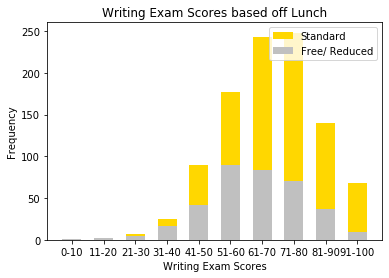 Writing Exam Scores based off Lunch
Standard
Free/ Reduced
Frequency
250
200
150
100
50
0
0-10 11-20 21-30 31-40 41-50 51-60 61-70 71-80 81-90 91-100
Writing Exam Scores